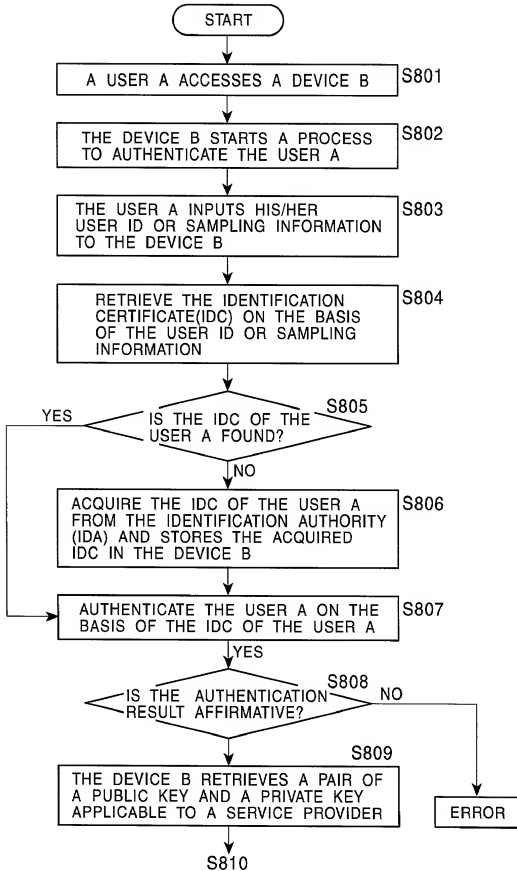 START
A USER A ACCESSES A DEVICE B
S801
THE DEVICE B STARTS A PROCESS
TO AUTHENTICATE THE USER A
S802
THE USER A INPUTS HIS/HER
USER ID OR SAMPLING INFORMATION
TO THE DEVICE B
S803
RETRIEVE THE IDENTIFICATION
CERTIFICATE(IDC) ON THE BASIS
OF THE USER ID OR SAMPLING
INFORMATION
S804
YES
IS THE IDC OF THE
USER A FOUND?
S805
NO
ACQUIRE THE IDC OF THE USER A
FROM THE IDENTIFICATION AUTHORITY
(IDA) AND STORES THE ACQUIRED
IDC IN THE DEVICE B
S806
AUTHENTICATE THE USER A ON THE
BASIS OF THE IDC OF THE USER A
S807
YES
IS THE AUTHENTICATION
RESULT AFFIRMATIVE?
S808
NO
S809
THE DEVICE B RETRIEVES A PAIR OF
A PUBLIC KEY AND A PRIVATE KEY
APPLICABLE TO A SERVICE PROVIDER
ERROR
S810